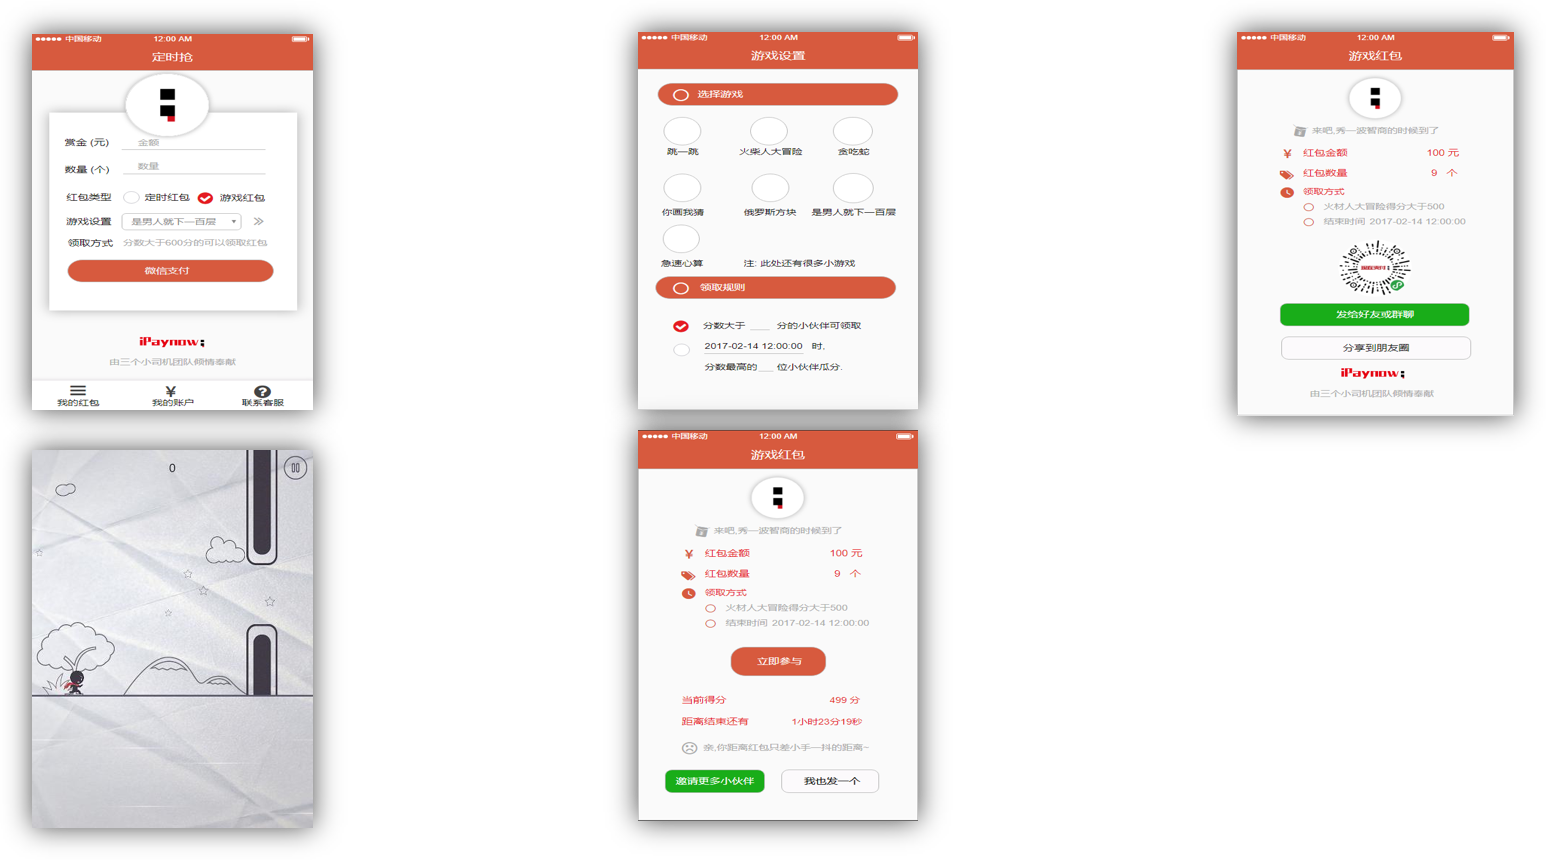 中国移动 12:00 AM
定时抢
赏金 (元) 金额
数量 (个) 数量
红包类型 定时红包 游戏红包
游戏设置 是男人就下一百层
领取方式 分数大于600分的可以领取红包
微信支付
iPaynow
由三个小司机团队倾情奉献
我的红包 我的账户 联系客服
中国移动 12:00 AM
游戏设置
选择游戏
跳一跳 火柴人大冒险 贪吃蛇
你画我猜 俄罗斯方块 是男人就下一百层
急速心算 注: 此处还有很多小游戏
领取规则
分数大于 ___ 分的小伙伴可领取
2017-02-14 12:00:00 时,
分数最高的 ___ 位小伙伴瓜分.
中国移动 12:00 AM
游戏红包
来吧,秀一波智商的时候到了
红包金额 100 元
红包数量 9 个
领取方式
火材人大冒险得分大于500
结束时间 2017-02-14 12:00:00
发给好友或群聊
分享到朋友圈
iPaynow
由三个小司机团队倾情奉献
0
中国移动 12:00 AM
游戏红包
来吧,秀一波智商的时候到了
红包金额 100 元
红包数量 9 个
领取方式
火材人大冒险得分大于500
结束时间 2017-02-14 12:00:00
立即参与
当前得分 499 分
距离结束还有 1小时23分19秒
亲,你距离红包只差小手一抖的距离~
邀请更多小伙伴 我也发一个